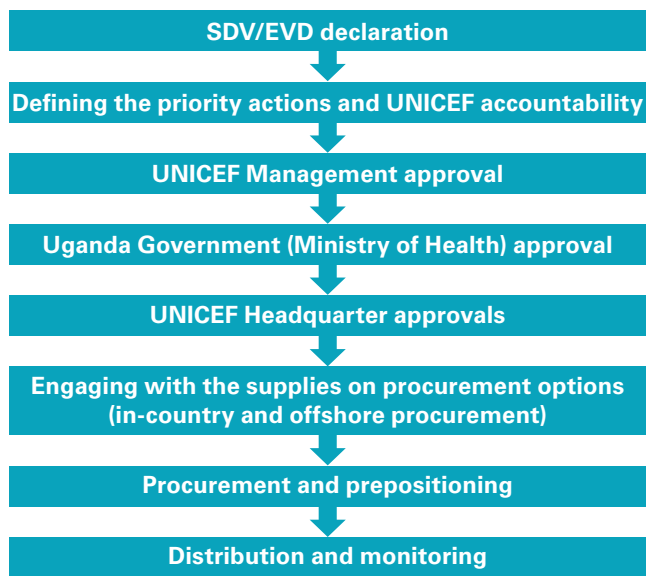 SDV/EVD declaration
Defining the priority actions and UNICEF accountability
UNICEF Management approval
Uganda Government (Ministry of Health) approval
UNICEF Headquarter approvals
Engaging with the supplies on procurement options
(in-country and offshore procurement)
Procurement and prepositioning
Distribution and monitoring